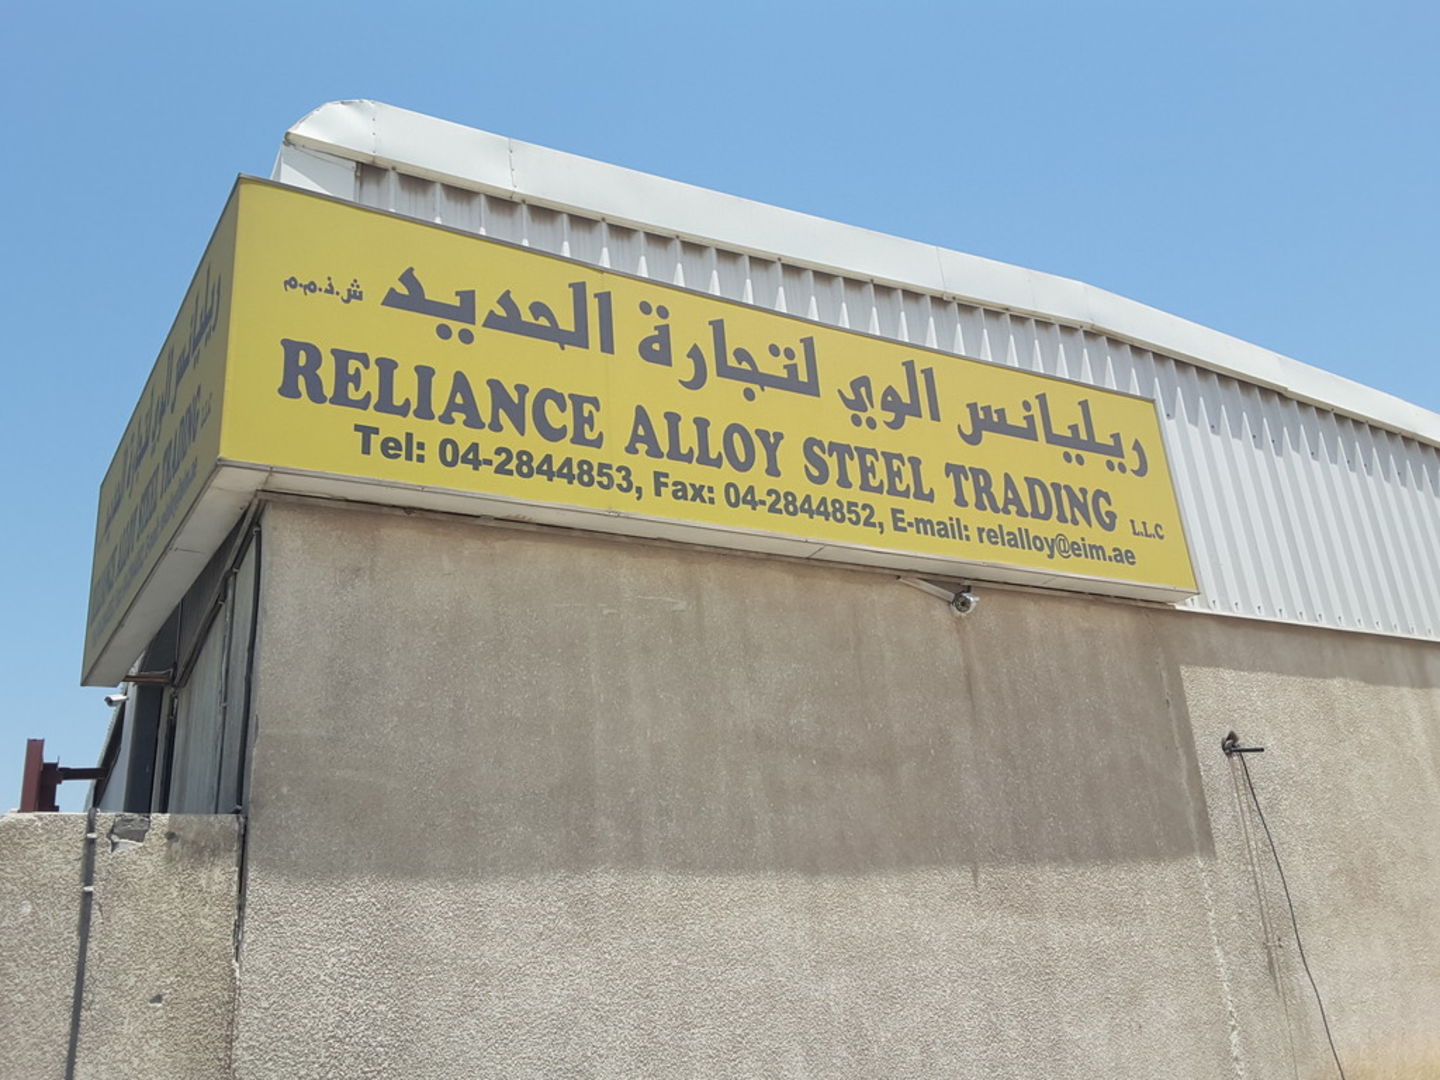 ريليانس الوي لتجارة الحديد ش.ذ.م.م
RELIANCE ALLOY STEEL TRADING L.L.C
Tel: 04-2844853, Fax: 04-2844852, E-mail: relalloy@eim.ae